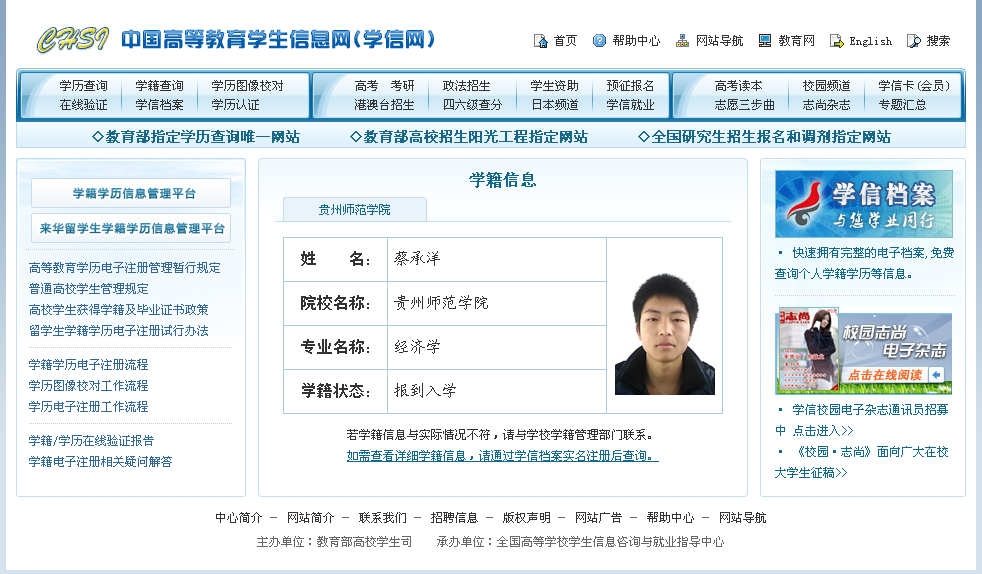 CHSI 中国高等教育学生信息网(学信网)
首页 帮助中心 网站导航 教育网 English 搜索
学历查询 学籍查询 学历图像校对 高考 考研 政法招生 学生资助 预征报名 高考读本 校园频道 学信卡(会员)
在线验证 学信档案 学历认证 港澳台招生 四六级查分 日本频道 学信就业 志愿三步曲 志尚杂志 专题汇总
◇教育部指定学历查询唯一网站 ◇教育部高校招生阳光工程指定网站 ◇全国研究生招生报名和调剂指定网站
学籍学历信息管理平台
来华留学生学籍学历信息管理平台
高等教育学历电子注册管理暂行规定
普通高校学生管理规定
高校学生获得学籍及毕业证书政策
留学生学籍学历电子注册试行办法
学籍学历电子注册流程
学历图像校对工作流程
学历电子注册工作流程
学籍/学历在线验证报告
学籍电子注册相关疑问解答
学籍信息
贵州师范学院
姓 名: 蔡承洋
院校名称: 贵州师范学院
专业名称: 经济学
学籍状态: 报到入学
若学籍信息与实际情况不符，请与学校学籍管理部门联系。
如需查看详细学籍信息，请通过学信档案实名注册后查询。
学信档案
与您学业同行
· 快速拥有完整的电子档案,免费
查询个人学籍学历等信息。
志尚
校园志尚
电子杂志
点击在线阅读
· 学信校园电子杂志通讯员招募
中 点击进入>>
· 《校园·志尚》面向广大在校
大学生征稿>>
中心简介 - 网站简介 - 联系我们 - 招聘信息 - 版权声明 - 网站广告 - 帮助中心 - 网站导航
主办单位：教育部高校学生司 承办单位：全国高等学校学生信息咨询与就业指导中心